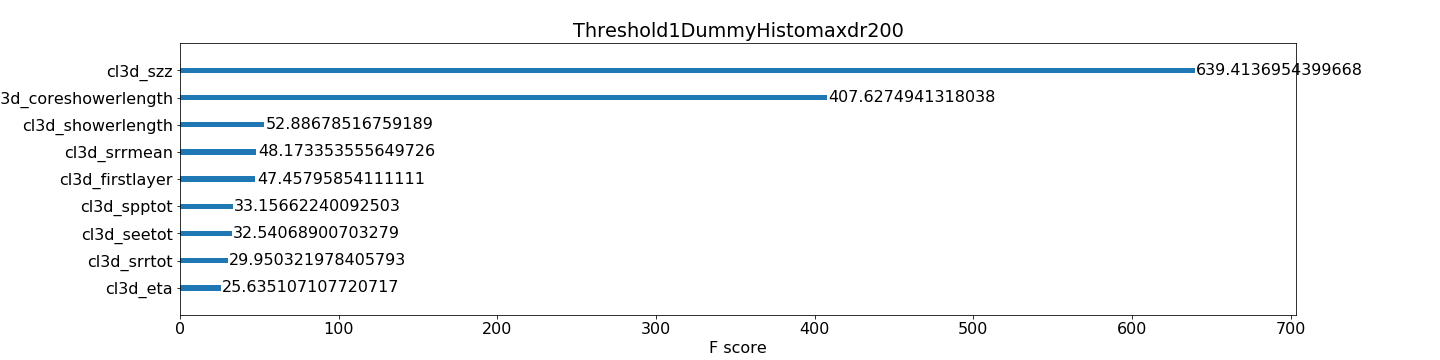 Threshold1DummyHistomaxdr200
cl3d_szz 639.4136954399668
3d_coreshowerlength 407.6274941318038
cl3d_showerlength 52.88678516759189
cl3d_srrmean 48.173353555649726
cl3d_firstlayer 47.45795854111111
cl3d_spptot 33.15662240092503
cl3d_seetot 32.54068900703279
cl3d_srrtot 29.950321978405793
cl3d_eta 25.635107107720717
0 100 200 300 400 500 600 700
F score